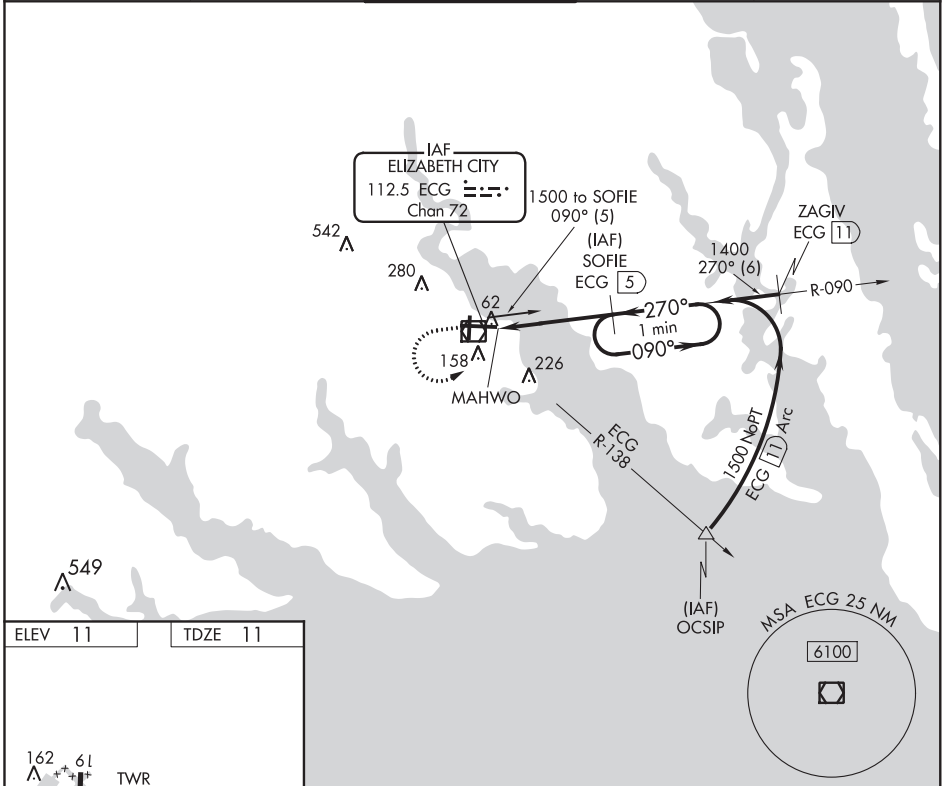 IAF
ELIZABETH CITY
112.5 ECG
Chan 72
1500 to SOFIE
090° (5)
(IAF)
SOFIE
ECG 5
1400
270° (6)
ZAGIV
ECG 11
R-090
542
280
62
270°
1 min
090°
158
226
MAHWO
ECG
R-138
1500 NoPT
ECG 11 Arc
549
(IAF)
OCSIP
MSA ECG 25 NM
6100
ELEV 11
TDZE 11
162
19
TWR